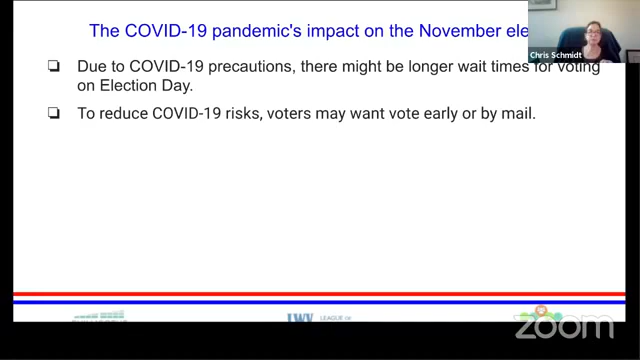 The COVID-19 pandemic's impact on the November ele
Chris Schmidt
❏ Due to COVID-19 precautions, there might be longer wait times for voting
on Election Day.
❏ To reduce COVID-19 risks, voters may want vote early or by mail.
LWV LEAGUE OF
zoom